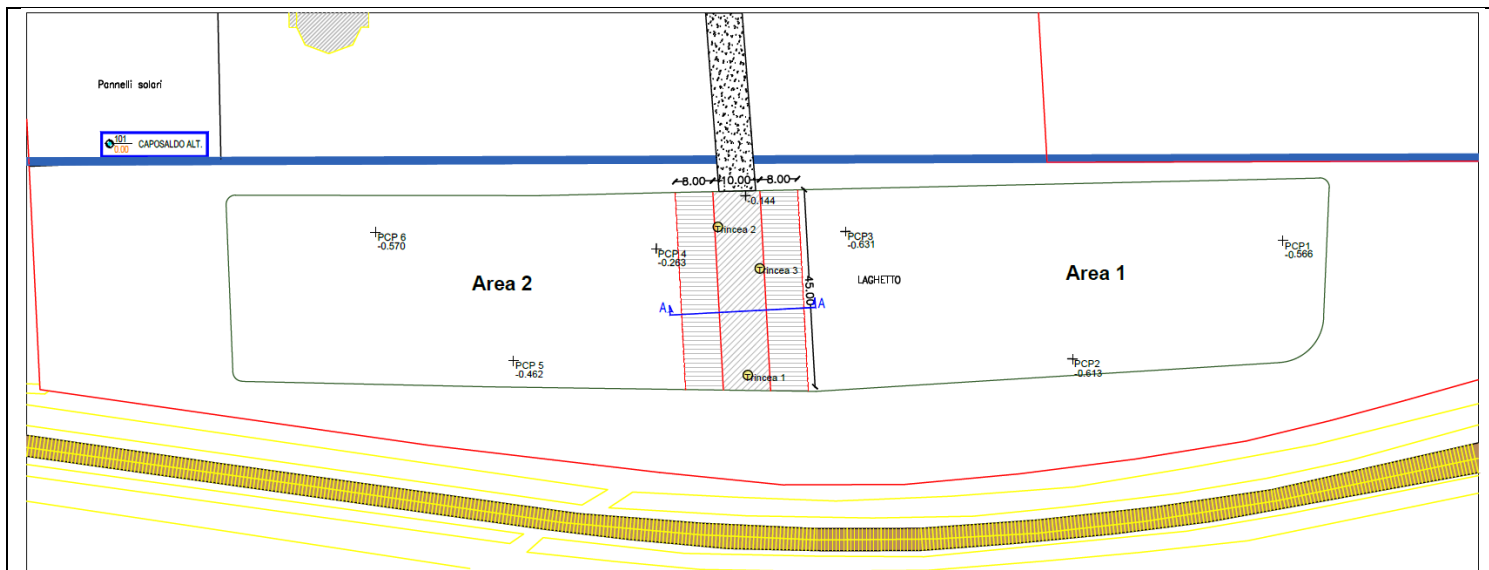 Pannelli solari
101
0.00
CAPOSALDO ALT.
8.00
10.00
8.00
-0.144
Trincea 2
PCP 6
-0.570
PCP 4
-0.263
PCP3
-0.631
PCP1
-0.566
Trincea 3
Area 2
LAGHETTO
Area 1
45.00
A
A
PCP 5
-0.462
PCP2
-0.613
Trincea 1